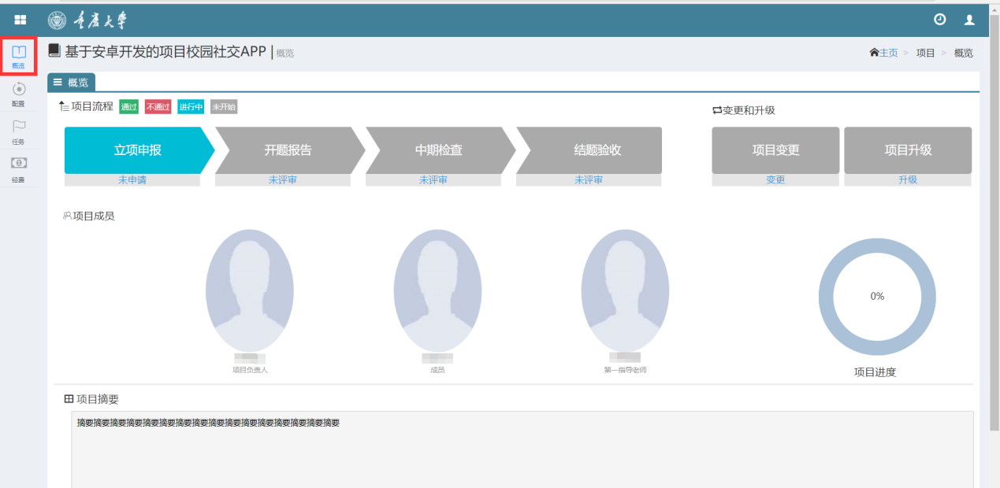 重庆大学
概览
配置
任务
经费
基于安卓开发的项目校园社交APP | 概览
主页 > 项目 > 概览
概览
项目流程 通过 不通过 进行中 未开始
变更和升级
立项申报 开题报告 中期检查 结题验收 项目变更 项目升级
未申请 未评审 未评审 未评审 变更 升级
项目成员
0%
项目负责人 成员 第一指导老师
项目进度
项目摘要
摘要摘要摘要摘要摘要摘要摘要摘要摘要摘要摘要摘要摘要摘要摘要摘要